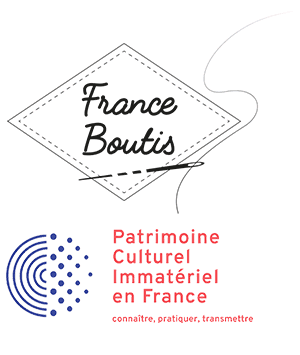 France
Boutis
Patrimoine
Culturel
Immatériel
en France
connaître, pratiquer, transmettre